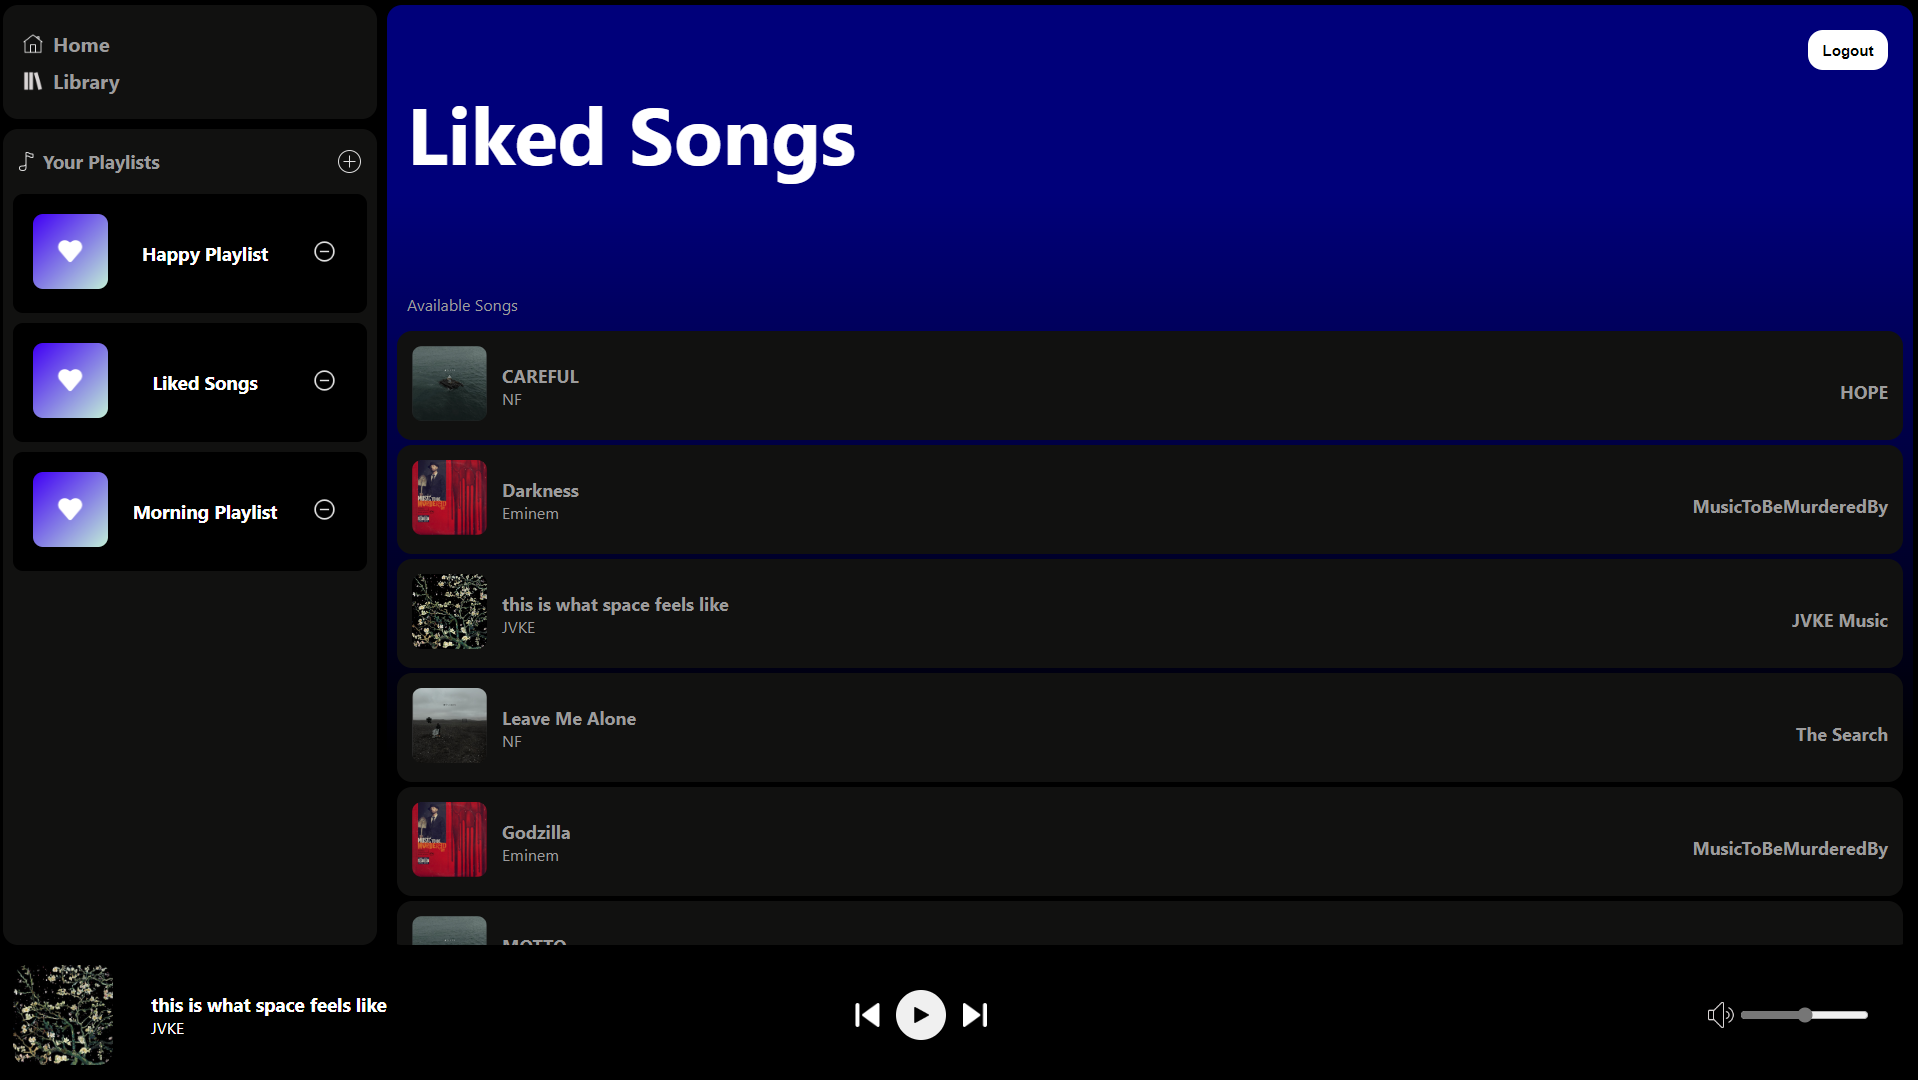 Home
Library
Your Playlists
Happy Playlist
Liked Songs
Morning Playlist
Logout
Liked Songs
Available Songs
CAREFUL
NF
HOPE
Darkness
Eminem
MusicToBeMurderedBy
this is what space feels like
JVKE
JVKE Music
Leave Me Alone
NF
The Search
Godzilla
Eminem
MusicToBeMurderedBy
MOTTO
this is what space feels like
JVKE